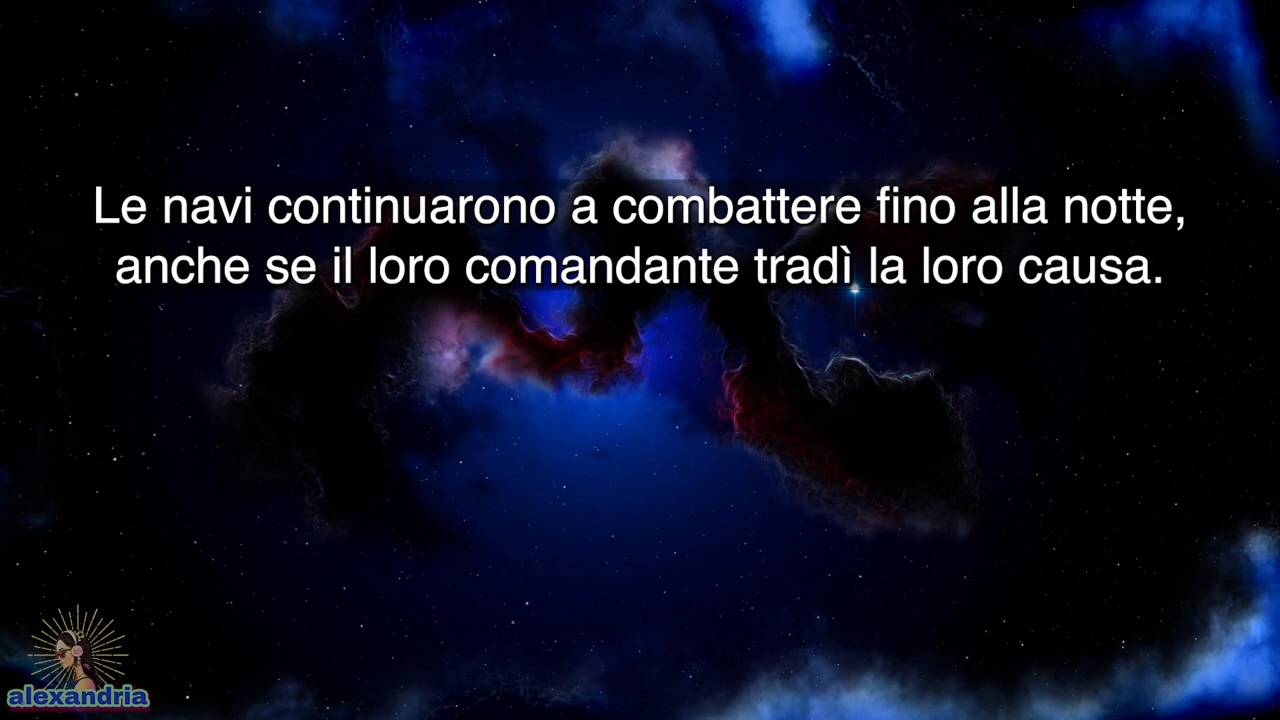 Le navi continuarono a combattere fino alla notte,
anche se il loro comandante tradì la loro causa.
alexandria